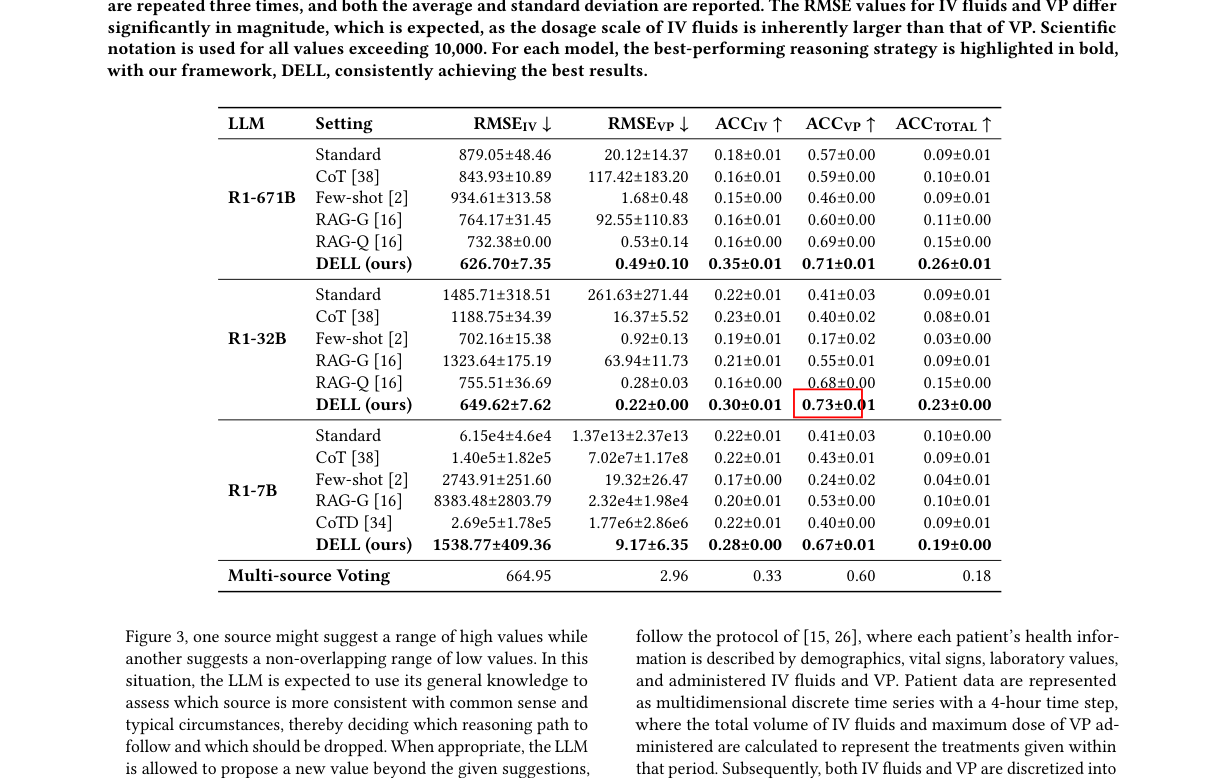 are repeated three times, and both the average and standard deviation are reported. The RMSE values for IV fluids and VP differ
significantly in magnitude, which is expected, as the dosage scale of IV fluids is inherently larger than that of VP. Scientific
notation is used for all values exceeding 10,000. For each model, the best-performing reasoning strategy is highlighted in bold,
with our framework, DELL, consistently achieving the best results.
LLM Setting RMSE_IV ↓ RMSE_VP ↓ ACC_IV ↑ ACC_VP ↑ ACC_TOTAL ↑
Standard 879.05±48.46 20.12±14.37 0.18±0.01 0.57±0.00 0.09±0.01
CoT [38] 843.93±10.89 117.42±183.20 0.16±0.01 0.59±0.00 0.10±0.01
R1-671B Few-shot [2] 934.61±313.58 1.68±0.48 0.15±0.00 0.46±0.00 0.09±0.01
RAG-G [16] 764.17±31.45 92.55±110.83 0.16±0.01 0.60±0.00 0.11±0.00
RAG-Q [16] 732.38±0.00 0.53±0.14 0.16±0.00 0.69±0.00 0.15±0.00
DELL (ours) 626.70±7.35 0.49±0.10 0.35±0.01 0.71±0.01 0.26±0.01
Standard 1485.71±318.51 261.63±271.44 0.22±0.01 0.41±0.03 0.09±0.01
CoT [38] 1188.75±34.39 16.37±5.52 0.23±0.01 0.40±0.02 0.08±0.01
R1-32B Few-shot [2] 702.16±15.38 0.92±0.13 0.19±0.01 0.17±0.02 0.03±0.00
RAG-G [16] 1323.64±175.19 63.94±11.73 0.21±0.01 0.55±0.01 0.09±0.01
RAG-Q [16] 755.51±36.69 0.28±0.03 0.16±0.00 0.68±0.00 0.15±0.00
DELL (ours) 649.62±7.62 0.22±0.00 0.30±0.01 0.73±0.01 0.23±0.00
Standard 6.15e4±4.6e4 1.37e13±2.37e13 0.22±0.01 0.41±0.03 0.10±0.00
CoT [38] 1.40e5±1.82e5 7.02e7±1.17e8 0.22±0.01 0.43±0.01 0.09±0.01
R1-7B Few-shot [2] 2743.91±251.60 19.32±26.47 0.17±0.00 0.24±0.02 0.04±0.01
RAG-G [16] 8383.48±2803.79 2.32e4±1.98e4 0.20±0.01 0.53±0.00 0.10±0.01
CoTD [34] 2.69e5±1.78e5 1.77e6±2.86e6 0.22±0.01 0.40±0.00 0.09±0.01
DELL (ours) 1538.77±409.36 9.17±6.35 0.28±0.00 0.67±0.01 0.19±0.00
Multi-source Voting 664.95 2.96 0.33 0.60 0.18
Figure 3, one source might suggest a range of high values while
another suggests a non-overlapping range of low values. In this
situation, the LLM is expected to use its general knowledge to
assess which source is more consistent with common sense and
typical circumstances, thereby deciding which reasoning path to
follow and which should be dropped. When appropriate, the LLM
is allowed to propose a new value beyond the given suggestions,
follow the protocol of [15, 26], where each patient's health infor-
mation is described by demographics, vital signs, laboratory values,
and administered IV fluids and VP. Patient data are represented
as multidimensional discrete time series with a 4-hour time step,
where the total volume of IV fluids and maximum dose of VP ad-
ministered are calculated to represent the treatments given within
that period. Subsequently, both IV fluids and VP are discretized into